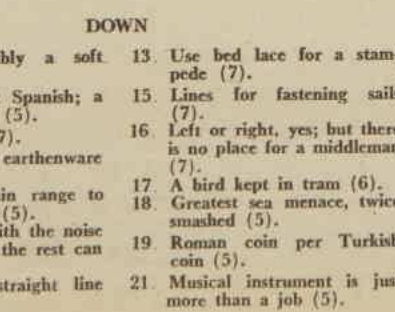 DOWN
bly a soft
Spanish; a
(5).
7).
earthenware
in range to
(5).
ith the noise
the rest can
straight line
13. Use bed lace for a stam-
pede (7).
15. Lines for fastening sail
(7).
16. Left or right, yes; but there
is no place for a middleman
(7).
17. A bird kept in tram (6).
18. Greatest sea menace, twice
smashed (5).
19. Roman coin per Turkish
coin (5).
21. Musical instrument is jus
more than a job (5).